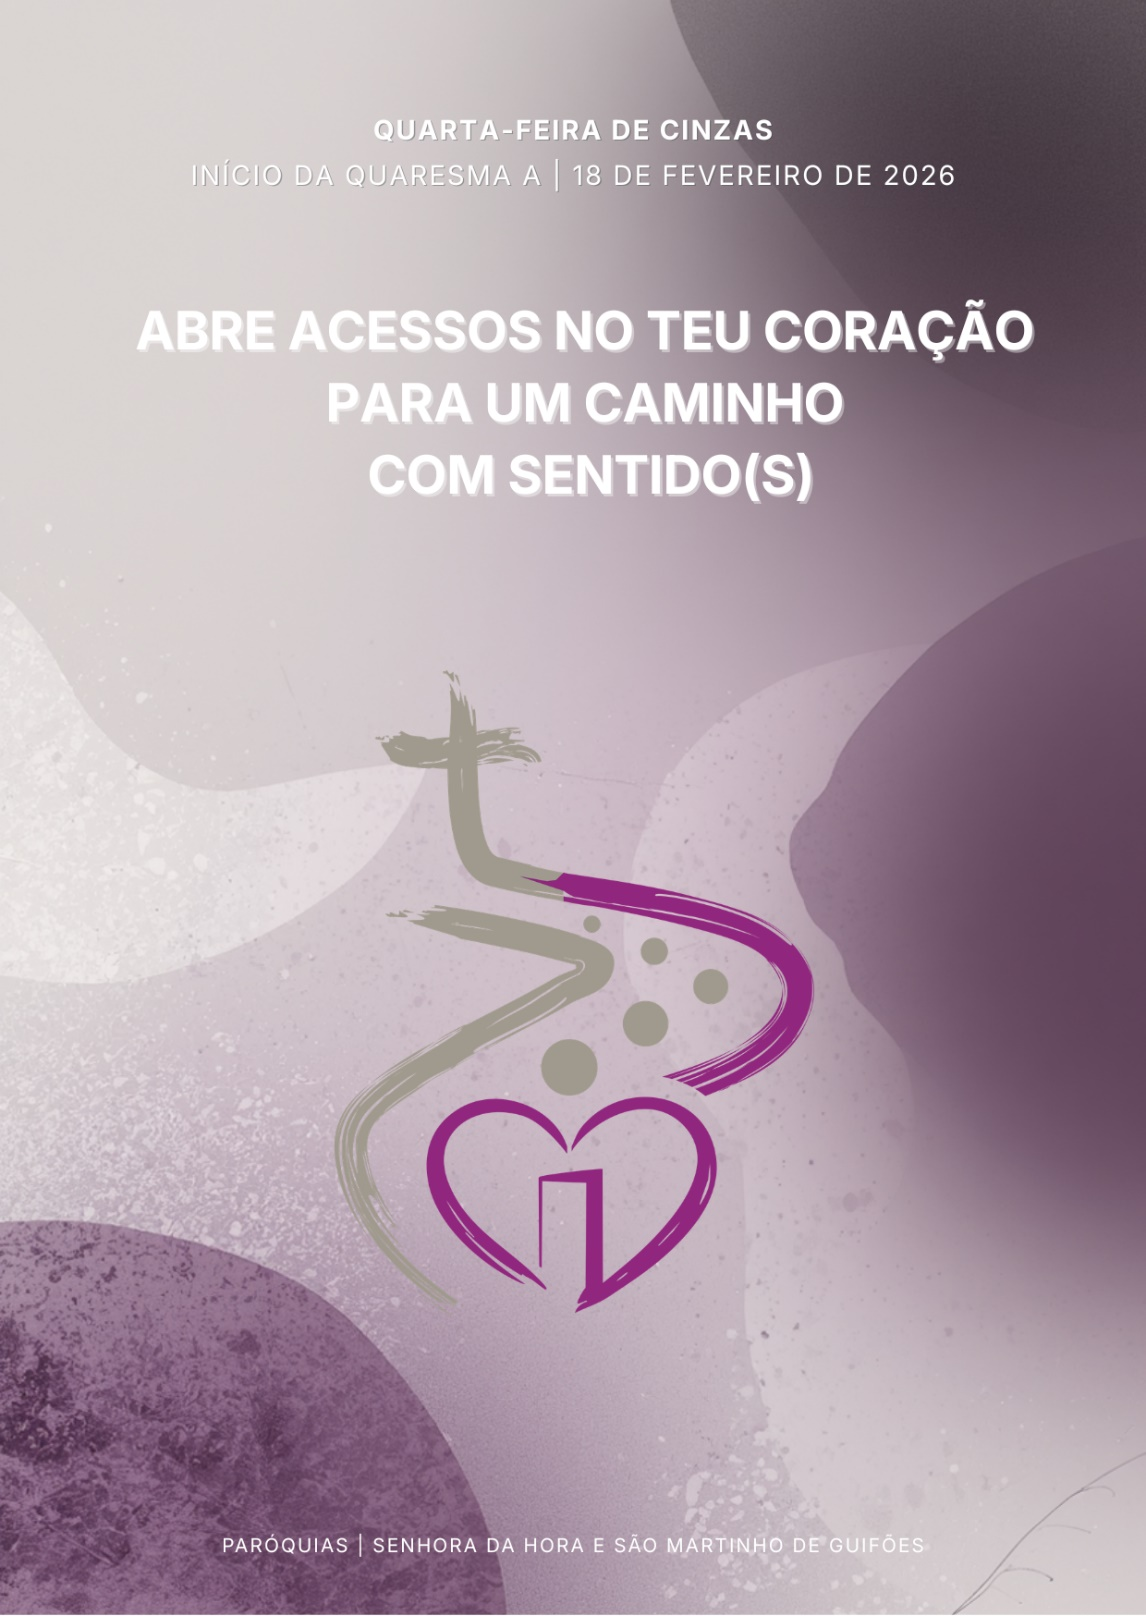 QUARTA-FEIRA DE CINZAS
INÍCIO DA QUARESMA A | 18 DE FEVEREIRO DE 2026
ABRE ACESSOS NO TEU CORAÇÃO
PARA UM CAMINHO
COM SENTIDO(S)
PARÓQUIAS | SENHORA DA HORA E SÃO MARTINHO DE GUIFÕES